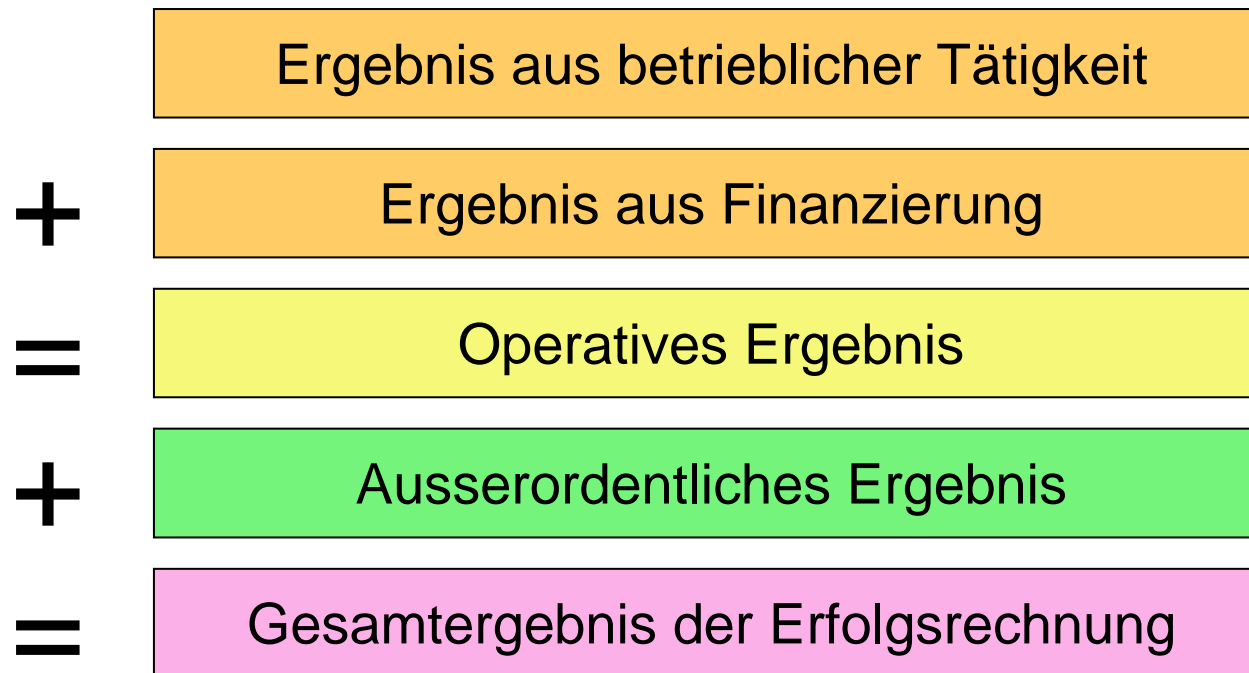 Ergebnis aus betrieblicher Tätigkeit
+ Ergebnis aus Finanzierung
= Operatives Ergebnis
+ Ausserordentliches Ergebnis
= Gesamtergebnis der Erfolgsrechnung